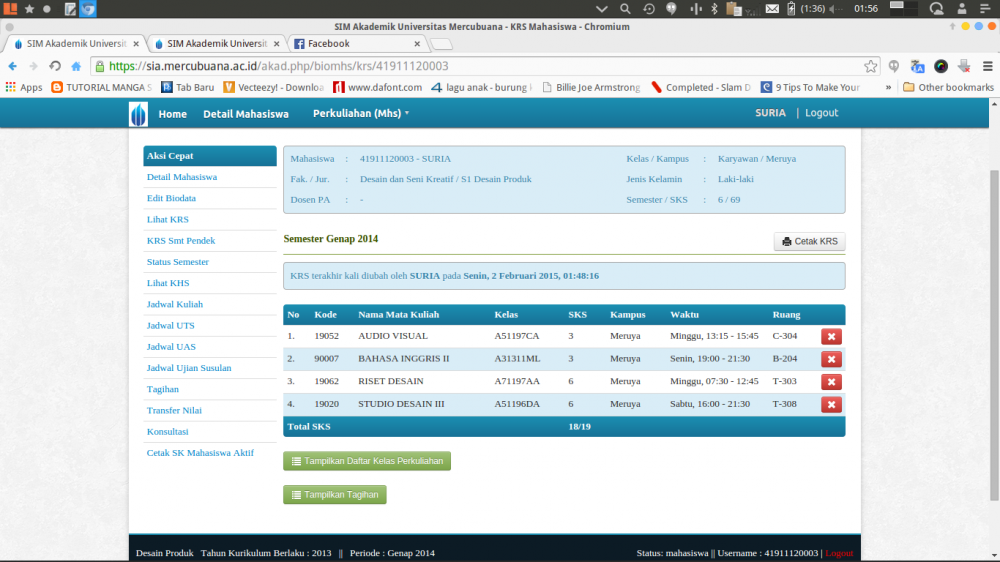 (1:36)
01:56
SIM Akademik Universitas Mercubuana - KRS Mahasiswa - Chromium
SIM Akademik Universit
SIM Akademik Universit
Facebook
https://sia.mercubuana.ac.id/akad.php/biomhs/krs/41911120003
Apps
TUTORIAL MANGA S
Tab Baru
Vecteezy! - Downloa
www.dafont.com
lagu anak - burung
Billie Joe Armstrong
Completed - Slam D
9 Tips To Make Your
»
Other bookmarks
Home
Detail Mahasiswa
Perkuliahan (Mhs)
SURIA | Logout
Aksi Cepat
Detail Mahasiswa
Edit Biodata
Lihat KRS
KRS Smt Pendek
Status Semester
Lihat KHS
Jadwal Kuliah
Jadwal UTS
Jadwal UAS
Jadwal Ujian Susulan
Tagihan
Transfer Nilai
Konsultasi
Cetak SK Mahasiswa Aktif
Mahasiswa : 41911120003 - SURIA Kelas / Kampus : Karyawan / Meruya
Fak. / Jur. : Desain dan Seni Kreatif / S1 Desain Produk Jenis Kelamin : Laki-laki
Dosen PA : - Semester / SKS : 6 / 69
Semester Genap 2014
Cetak KRS
KRS terakhir kali diubah oleh SURIA pada Senin, 2 Februari 2015, 01:48:16
No Kode Nama Mata Kuliah Kelas SKS Kampus Waktu Ruang
1. 19052 AUDIO VISUAL A51197CA 3 Meruya Minggu, 13:15 - 15:45 C-304
2. 90007 BAHASA INGGRIS II A31311ML 3 Meruya Senin, 19:00 - 21:30 B-204
3. 19062 RISET DESAIN A71197AA 6 Meruya Minggu, 07:30 - 12:45 T-303
4. 19020 STUDIO DESAIN III A51196DA 6 Meruya Sabtu, 16:00 - 21:30 T-308
Total SKS 18/19
Tampilkan Daftar Kelas Perkuliahan
Tampilkan Tagihan
Desain Produk Tahun Kurikulum Berlaku : 2013 || Periode : Genap 2014
Status: mahasiswa || Username : 41911120003 | Logout